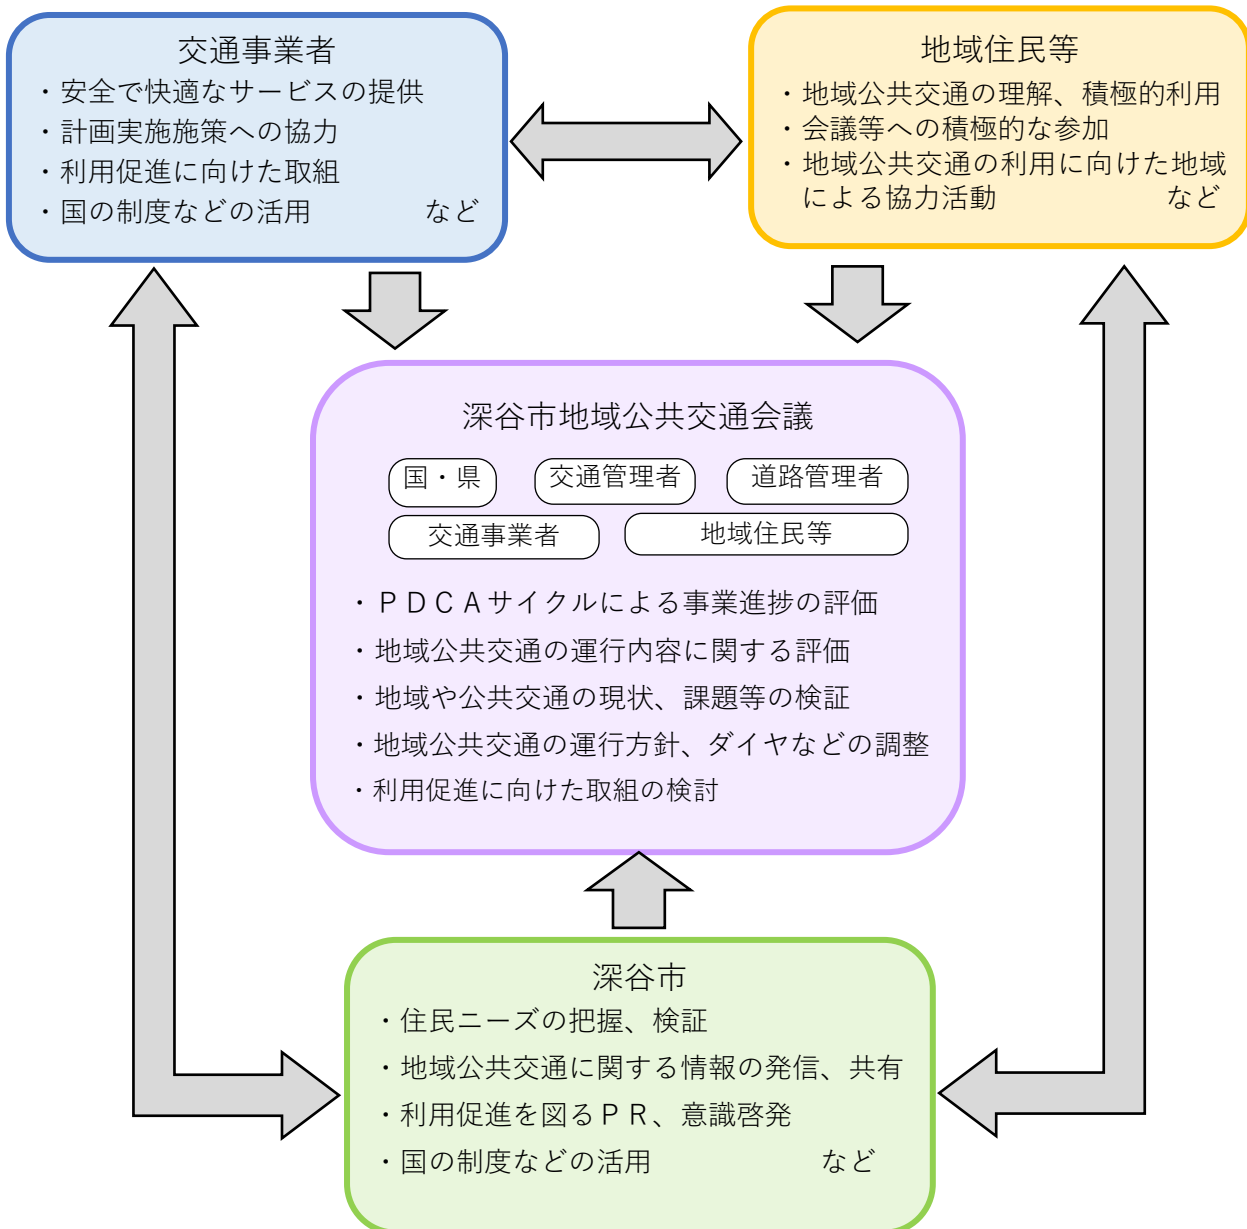 交通事業者
・安全で快適なサービスの提供
・計画実施施策への協力
・利用促進に向けた取組
・国の制度などの活用　　　　など
地域住民等
・地域公共交通の理解、積極的利用
・会議等への積極的な参加
・地域公共交通の利用に向けた地域
による協力活動　　　　　　など
深谷市地域公共交通会議
国・県
交通管理者
道路管理者
交通事業者
地域住民等
・ＰＤＣＡサイクルによる事業進捗の評価
・地域公共交通の運行内容に関する評価
・地域や公共交通の現状、課題等の検証
・地域公共交通の運行方針、ダイヤなどの調整
・利用促進に向けた取組の検討
深谷市
・住民ニーズの把握、検証
・地域公共交通に関する情報の発信、共有
・利用促進を図るＰＲ、意識啓発
・国の制度などの活用　　　　　　など